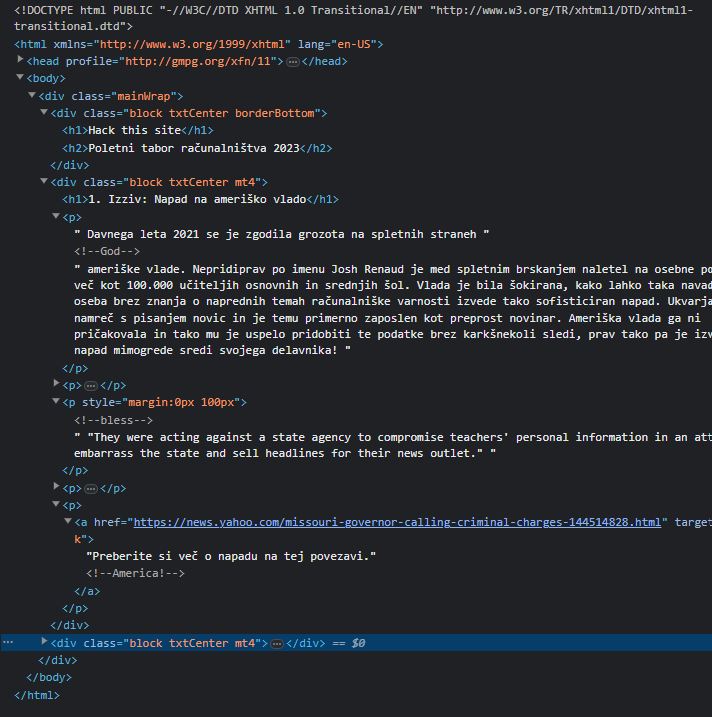 <!DOCTYPE html PUBLIC "-//W3C//DTD XHTML 1.0 Transitional//EN" "http://www.w3.org/TR/xhtml1/DTD/xhtml1-
transitional.dtd">
<html xmlns="http://www.w3.org/1999/xhtml" lang="en-US">
<head profile="http://gmpg.org/xfn/11">…</head>
<body>
<div class="mainWrap">
<div class="block txtCenter borderBottom">
<h1>Hack this site</h1>
<h2>Poletni tabor računalništva 2023</h2>
</div>
<div class="block txtCenter mt4">
<h1>1. Izziv: Napad na ameriško vlado</h1>
<p>
" Davnega leta 2021 se je zgodila grozota na spletnih straneh "
<!--God-->
" ameriške vlade. Nepridiprav po imenu Josh Renaud je med spletnim brskanjem naletel na osebne po
več kot 100.000 učiteljic osnovnih in srednjih šol. Vlada je bila šokirana, kako lahko taka navad
oseba brez znanja o naprednih temah računalniške varnosti izvede tako sofisticiran napad. Ukvarja
namreč s pisanjem novic in je temu primerno zaposlen kot preprost novinar. Ameriška vlada ga ni
pričakovala in tako mu je uspelo pridobiti te podatke brez karkšnekoli sledi, prav tako pa je izv
napad mimogrede sredi svojega delavnika! "
</p>
<p>…</p>
<p style="margin:0px 100px">
<!--bless-->
" "They were acting against a state agency to compromise teachers' personal information in an att
embarrass the state and sell headlines for their news outlet." "
</p>
<p>…</p>
<p>
<a href="https://news.yahoo.com/missouri-governor-calling-criminal-charges-144514828.html" target
k">
"Preberite si več o napadu na tej povezavi."
<!--America!-->
</a>
</p>
</div>
… <div class="block txtCenter mt4">…</div> == $0
</div>
</body>
</html>